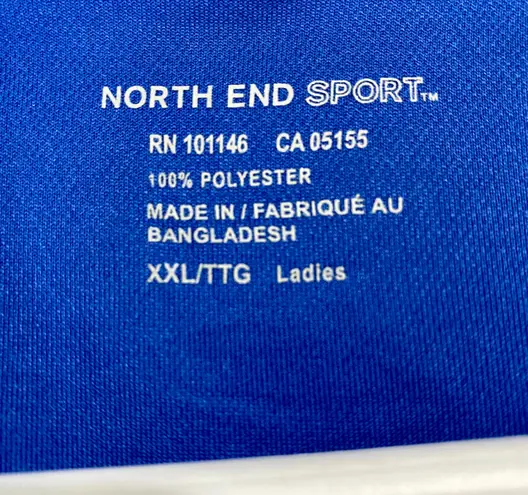 NORTH END SPORT™
RN 101146 CA 05155
100% POLYESTER
MADE IN / FABRIQUÉ AU
BANGLADESH
XXL/TTG Ladies